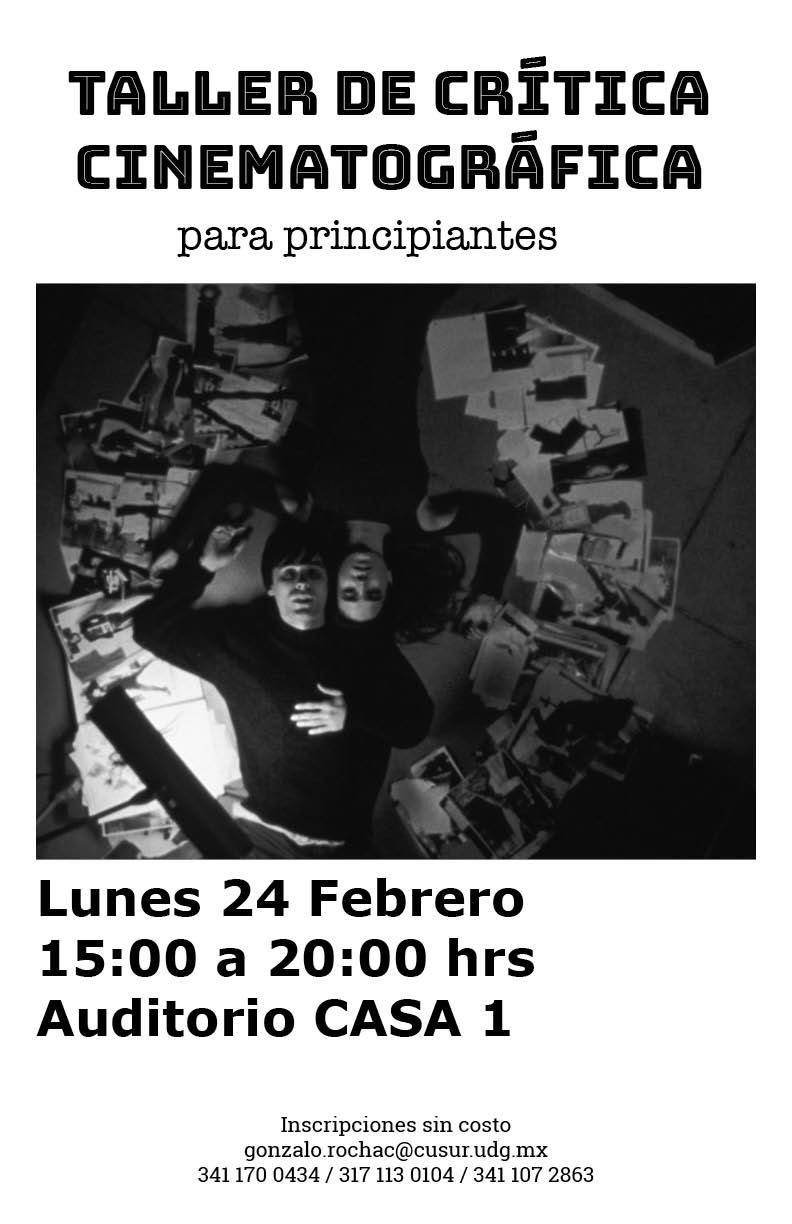 TALLER DE CRÍTICA
CINEMATOGRÁFICA
para principiantes
Lunes 24 Febrero
15:00 a 20:00 hrs
Auditorio CASA 1
Inscripciones sin costo
gonzalo.rochac@cusur.udg.mx
341 170 0434 / 317 113 0104 / 341 107 2863